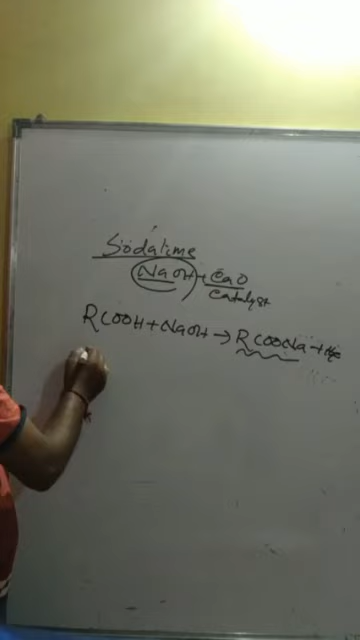 Sodalime
NaOH + CaO
Catalyst
RCOOH + NaOH → RCOONa + H₂O